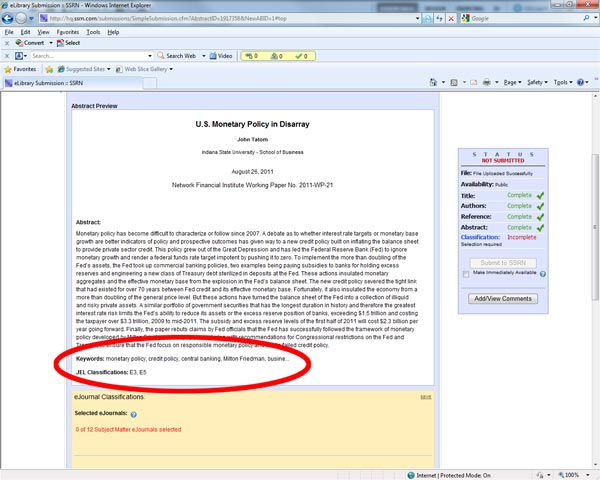 eLibrary Submission :: SSRN - Windows Internet Explorer
http://hq.ssrn.com/submissions/SimpleSubmission.cfm?AbstractID=1917358&NewABID=1#top
Google
File Edit View Favorites Tools Help
Convert Select
Search Web Video 0 0 0
Favorites Suggested Sites Web Slice Gallery
eLibrary Submission :: SSRN
Page Safety Tools
Abstract Preview
U.S. Monetary Policy in Disarray
John Tatom
Indiana State University - School of Business
August 26, 2011
Network Financial Institute Working Paper No. 2011-WP-21
Abstract:
Monetary policy has become difficult to characterize or follow since 2007. A debate as to whether interest rate targets or monetary base
growth are better indicators of policy and prospective outcomes has given way to a new credit policy built on inflating the balance sheet
to provide private sector credit. This policy grew out of the Great Depression and has led the Federal Reserve Bank (Fed) to ignore
monetary growth and render a federal funds rate target impotent by pushing it to zero. To implement the more than doubling of the
Fed's assets, the Fed took up commercial banking policies, two examples being paying subsidies to banks for holding excess
reserves and engineering a new class of Treasury debt sterilized in deposits at the Fed. These actions insulated monetary
aggregates and the effective monetary base from the explosion in the Fed's balance sheet. The new credit policy severed the tight link
that had existed for over 70 years between Fed credit and its effective monetary base. Fortunately, it also insulated the economy from a
more than doubling of the general price level. But these actions have turned the balance sheet of the Fed into a collection of illiquid
and risky private assets. A similar portfolio of government securities that has the longest duration in history and therefore the greatest
interest rate risk limits the Fed's ability to reduce its assets or the excess reserve position of banks, exceeding $1.5 trillion and costing
the taxpayer over $3.3 trillion, 2009 to mid-2011. The subsidy and excess reserve levels of the first half of 2011 will cost $2.3 billion per
year going forward. Finally, the paper rebuts claims by Fed officials that the Fed has successfully followed the framework of monetary
policy developed by Milton with recommendations for Congressional restrictions on the Fed and
to ensure that the Fed focus on responsible monetary policy and failed credit policy.
Keywords: monetary policy, credit policy, central banking, Milton Friedman, busine...
JEL Classifications: E3, E5
eJournal Classifications:
Selected eJournals:
0 of 12 Subject Matter eJournals selected
STATUS
NOT SUBMITTED
File: File Uploaded Successfully
Availability: Public
Title: Complete
Authors: Complete
Reference: Complete
Abstract: Complete
Classification: Incomplete
Selection required
Submit to SSRN
Make Immediately Available
Add/View Comments
Internet | Protected Mode: On
100%